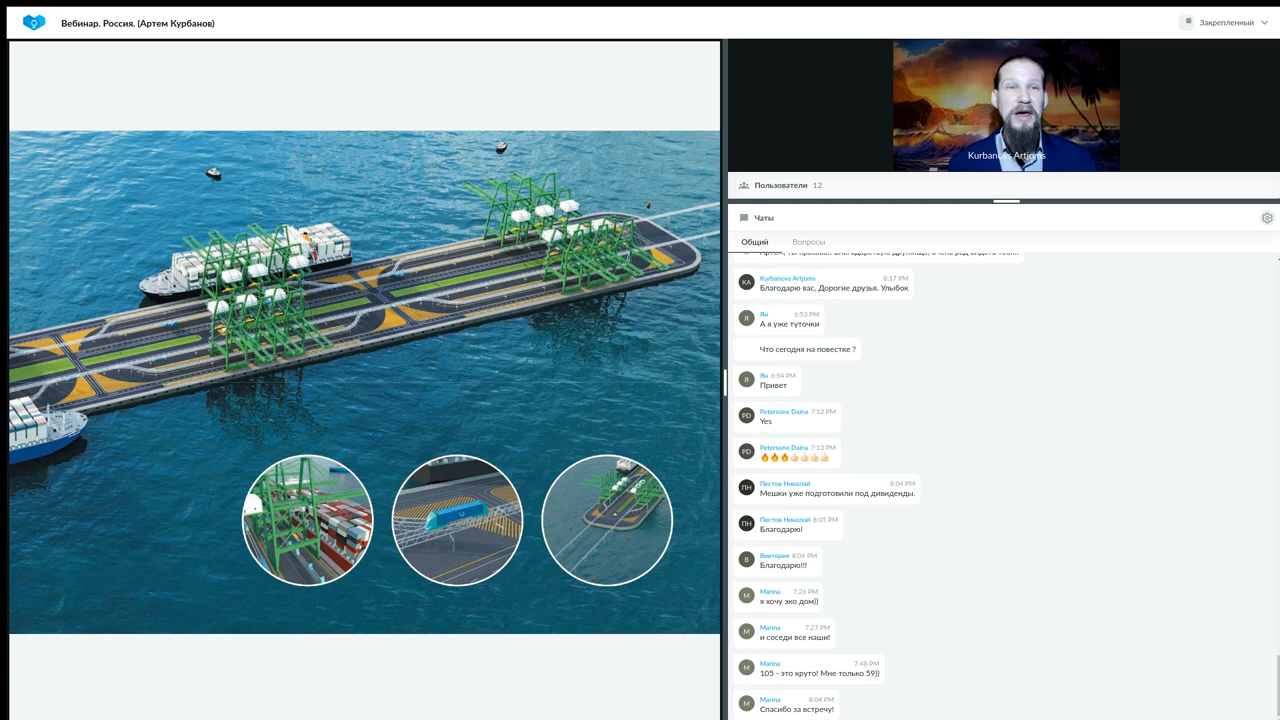 Вебинар. Россия. (Артем Курбанов)
Закрепленный
Kurbanovs Artjoms
Пользователи 12
Чаты
Общий Вопросы
Kurbanovs Artjoms 8:17 PM
KA
Благодарю вас, Дорогие друзья. Улыбок
Ян 6:53 PM
Я
А я уже туточки
Что сегодня на повестке ?
Ян 6:54 PM
Я
Привет
Petersone Daina 7:12 PM
PD
Yes
Petersone Daina 7:13 PM
PD
🔥🔥🔥👍🏻👍🏻👍🏻👍🏻
Пестов Николай 8:04 PM
ПН
Мешки уже подготовили под дивиденды.
Пестов Николай 8:05 PM
ПН
Благодарю!
Виктория 8:06 PM
В
Благодарю!!!
Marina 7:26 PM
M
я хочу эко дом))
Marina 7:27 PM
M
и соседи все наши!
Marina 7:48 PM
M
105 - это круто! Мне только 59))
Marina 8:04 PM
M
Спасибо за встречу!